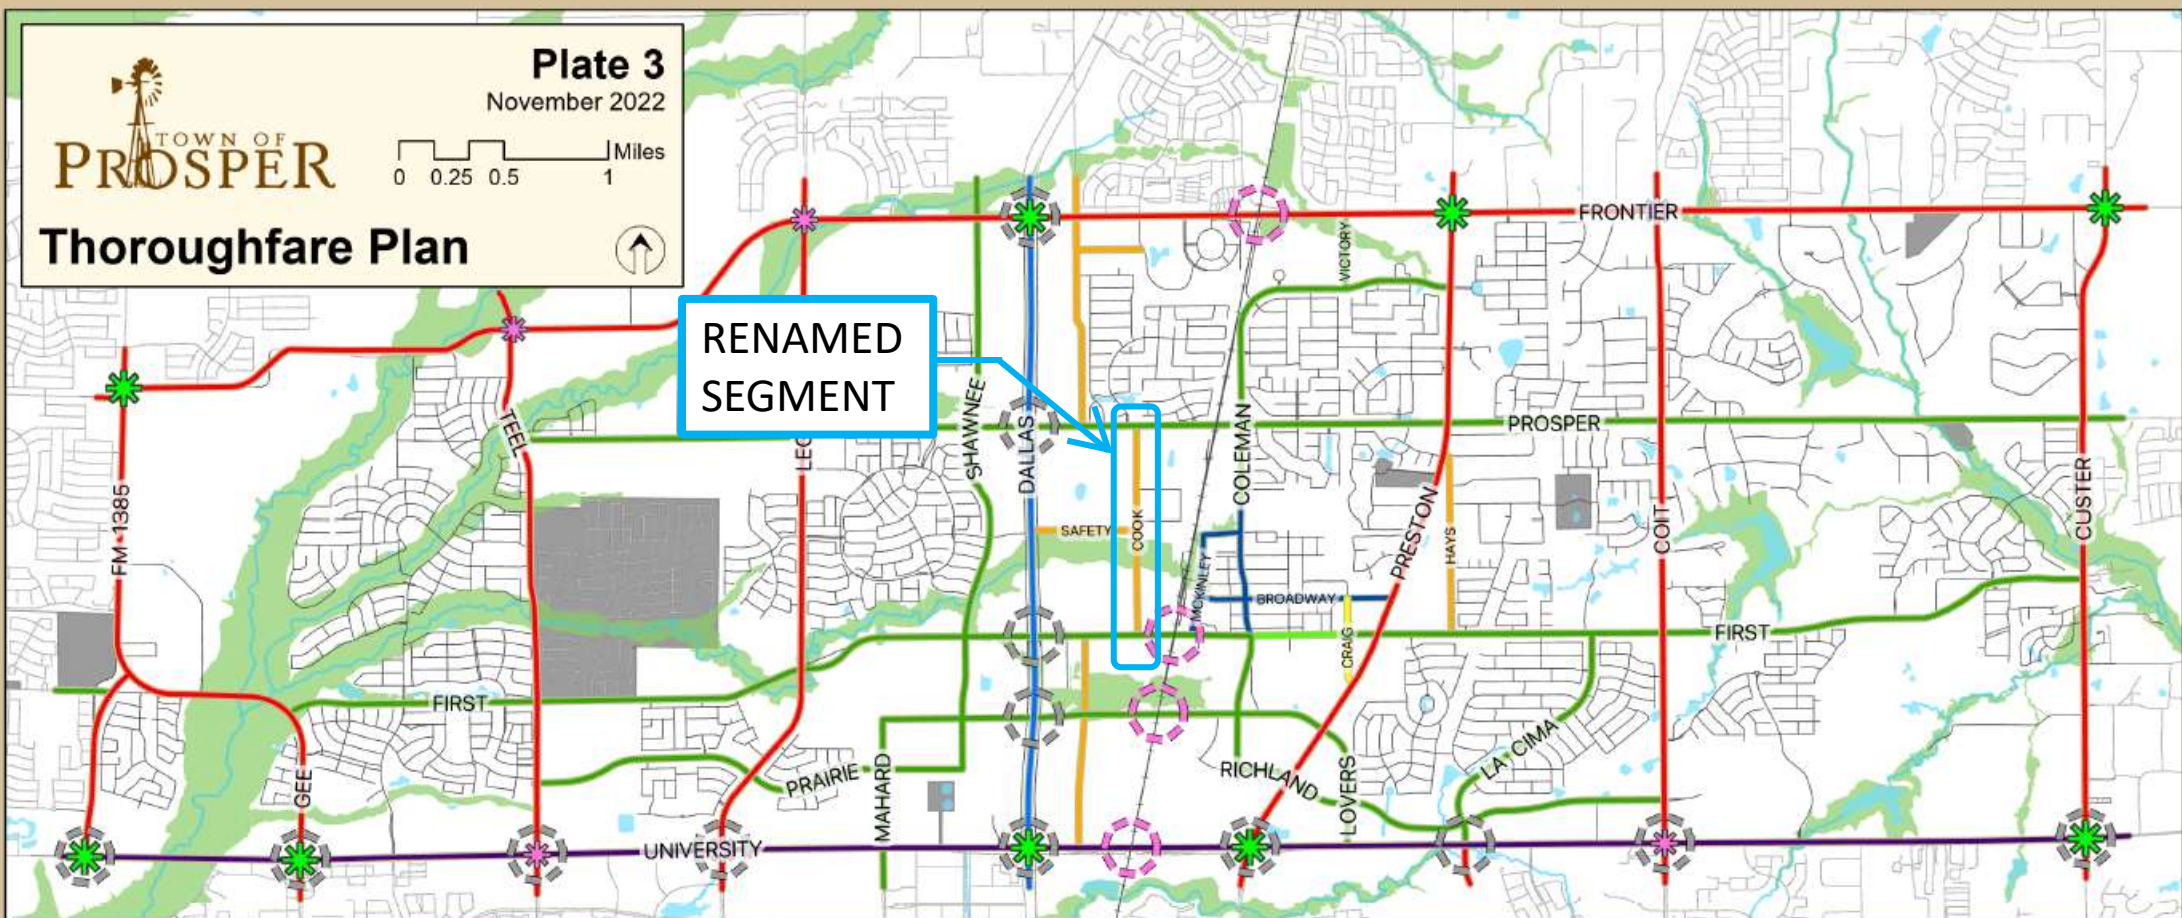 Plate 3
November 2022
TOWN OF
PROSPER
Miles
0 0.25 0.5 1
Thoroughfare Plan
RENAMED
SEGMENT
FRONTIER
VICTORY
SHAWNEE
DALLAS
COLEMAN
PROSPER
TEEL
LEG
FM 1385
PRESTON
HAYS
COIT
CUSTER
SAFETY
COOK
MCKINLEY
BROADWAY
CRAIG
FIRST
FIRST
GEE
PRAIRIE
MAHARD
RICHLAND
LOVERS
LA CIMA
UNIVERSITY